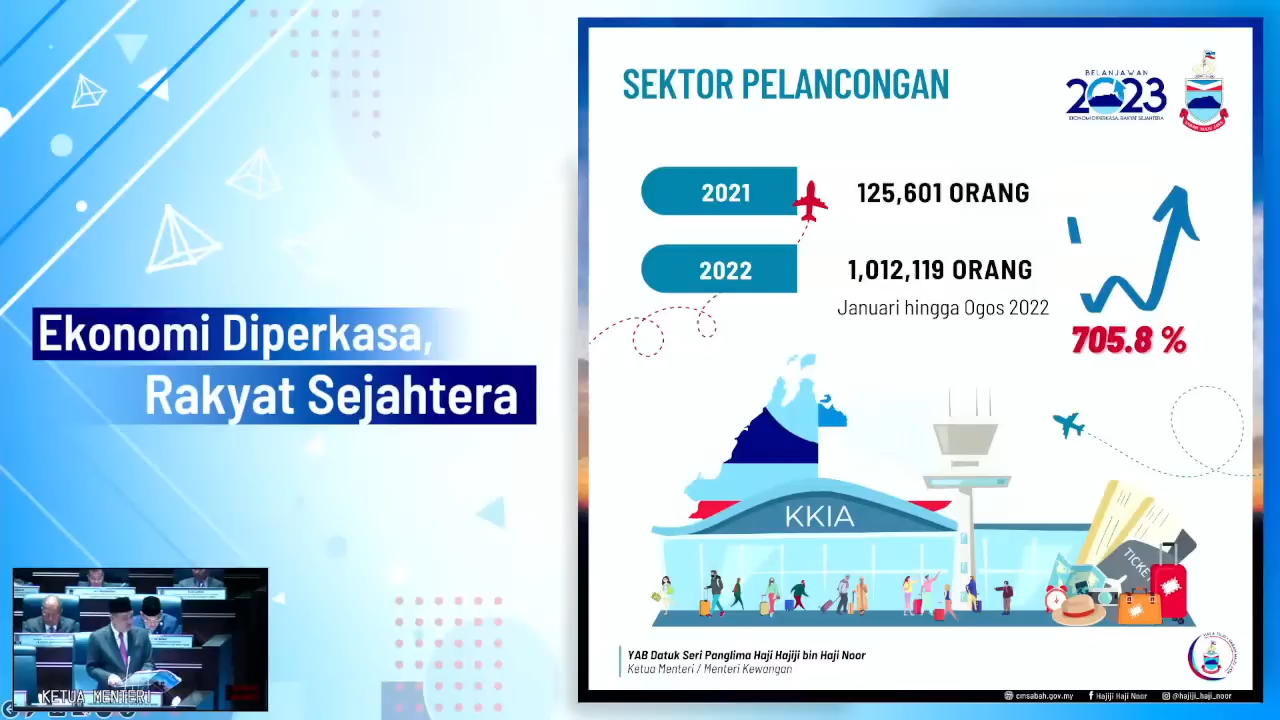 Ekonomi Diperkasa,
Rakyat Sejahtera
KETUA MENTERI
SEKTOR PELANCONGAN
BELANJAWAN
2023
EKONOMI DIPERKASA, RAKYAT SEJAHTERA
2021
125,601 ORANG
2022
1,012,119 ORANG
Januari hingga Ogos 2022
705.8 %
KKIA
TICKET
YAB Datuk Seri Panglima Haji Hajiji bin Haji Noor
Ketua Menteri / Menteri Kewangan
cmsabah.gov.my
Hajiji Haji Noor
@hajiji_haji_noor